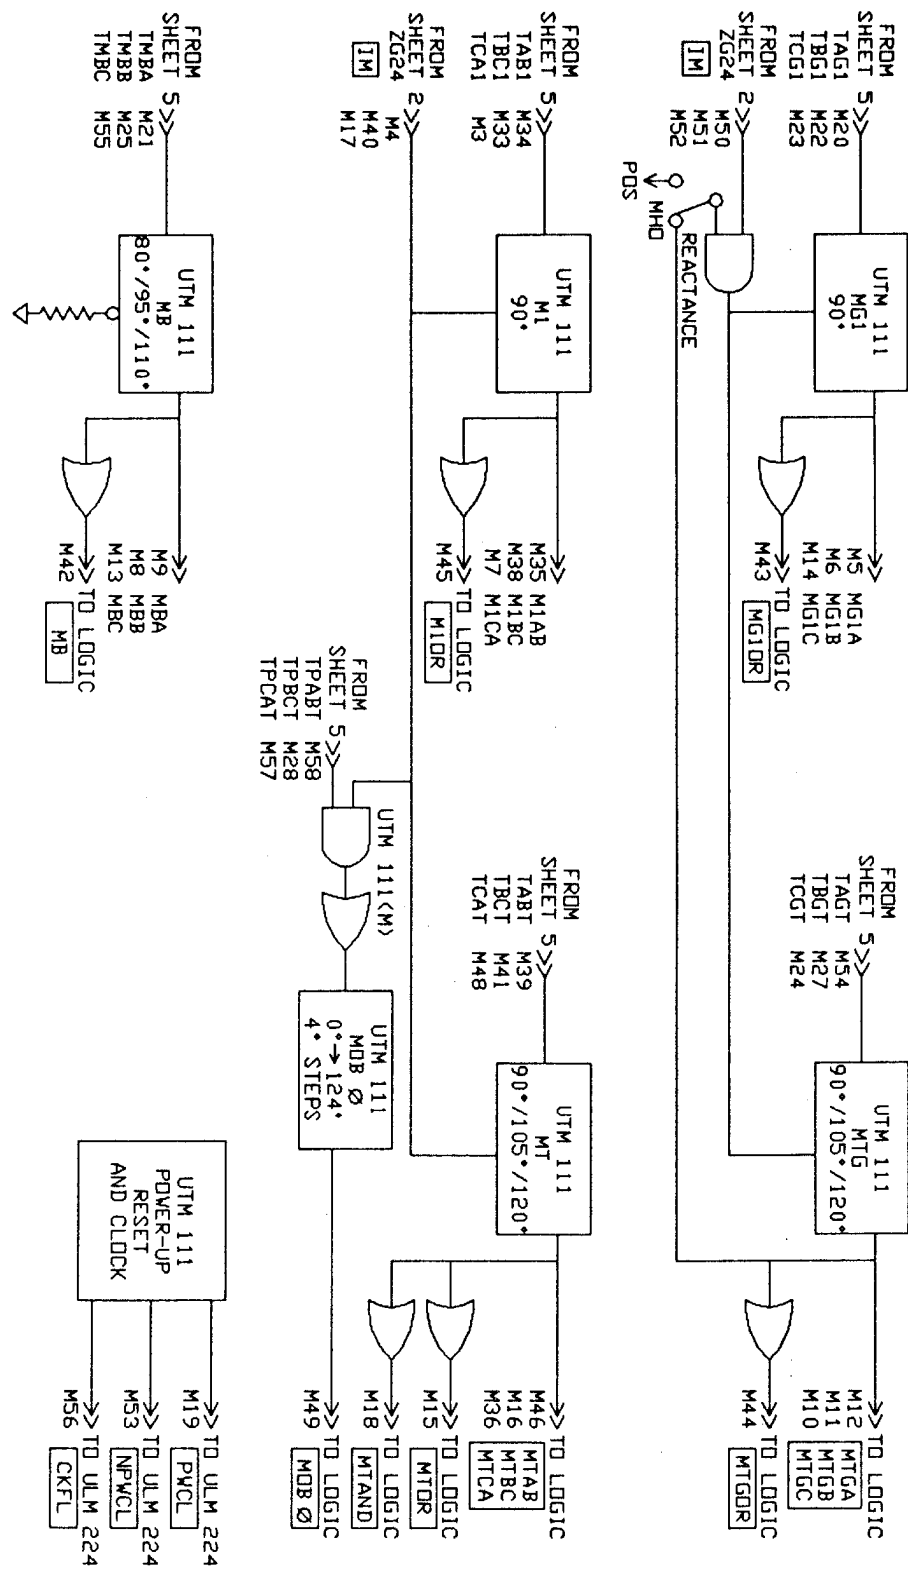 FROM
SHEET 5
TAG1 M20
TBG1 M22
TCG1 M23
UTM 111
MG1
90°
M5 MG1A
M6 MG1B
M14 MG1C
M43 TO LOGIC
MG1OR
FROM
SHEET 5
TAGT M54
TBGT M27
TCGT M24
UTM 111
MTG
90°/105°/120°
TO LOGIC
M12 MTGA
M11 MTGB
M10 MTGC
M44 TO LOGIC
MTGOR
FROM
SHEET 2
ZG24 M50
IM M51
M52
REACTANCE
MHO
POS
FROM
SHEET 5
TAB1 M34
TBC1 M33
TCA1 M3
UTM 111
M1
90°
M35 M1AB
M38 M1BC
M7 M1CA
M45 TO LOGIC
M1OR
FROM
SHEET 5
TABT M39
TBCT M41
TCAT M48
UTM 111
MT
90°/105°/120°
TO LOGIC
M46 MTAB
M16 MTBC
M36 MTCA
M15 TO LOGIC
MTOR
M18 TO LOGIC
MTAND
FROM
SHEET 2
ZG24 M4
IM M40
M17
FROM
SHEET 5
TPABT M58
TPBCT M28
TPCAT M57
UTM 111(M)
UTM 111
MOB Ø
0°→124°
4° STEPS
M49 TO LOGIC
MOB Ø
FROM
SHEET 5
TMBA M21
TMBB M25
TMBC M55
UTM 111
MB
80°/95°/110°
M9 MBA
M8 MBB
M13 MBC
M42 TO LOGIC
MB
UTM 111
POWER-UP
RESET
AND CLOCK
M19 TO ULM 224
PWCL
M53 TO ULM 224
NPWCL
M56 TO ULM 224
CKFL